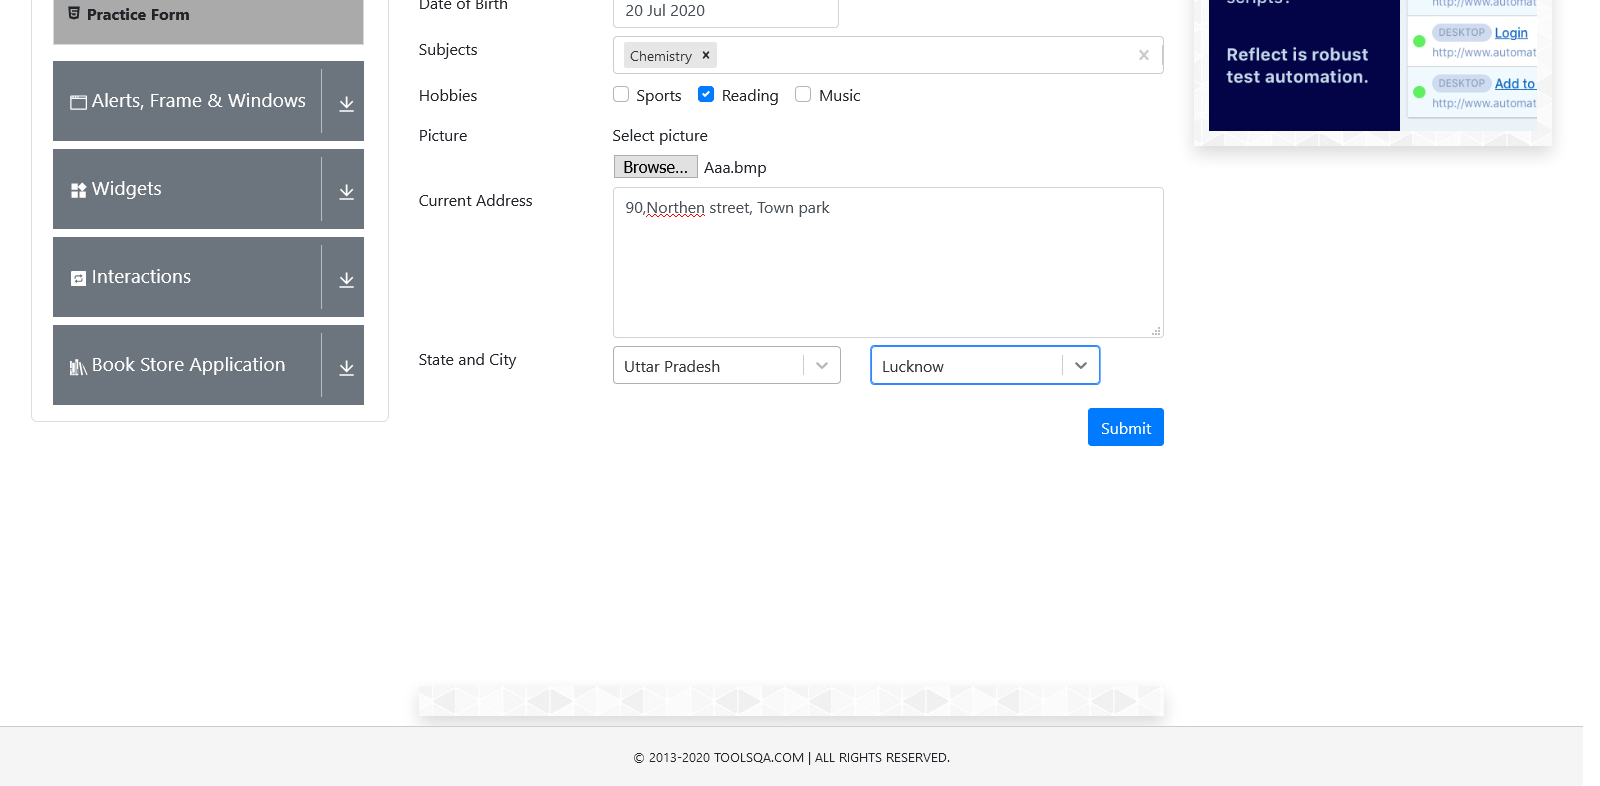 Practice Form
Alerts, Frame & Windows
Widgets
Interactions
Book Store Application
Date of Birth
20 Jul 2020
Subjects
Chemistry ×
Hobbies
Sports
Reading
Music
Picture
Select picture
Browse...
Aaa.bmp
Current Address
90,Northen street, Town park
State and City
Uttar Pradesh
Lucknow
Submit
scripts?
Reflect is robust
test automation.
http://www.automat
DESKTOP Login
http://www.automat
DESKTOP Add to
http://www.automat
© 2013-2020 TOOLSQA.COM | ALL RIGHTS RESERVED.